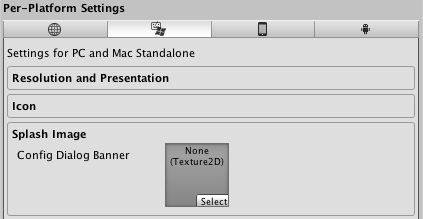 Per-Platform Settings
Settings for PC and Mac Standalone
Resolution and Presentation
Icon
Splash Image
Config Dialog Banner
None
(Texture2D)
Select